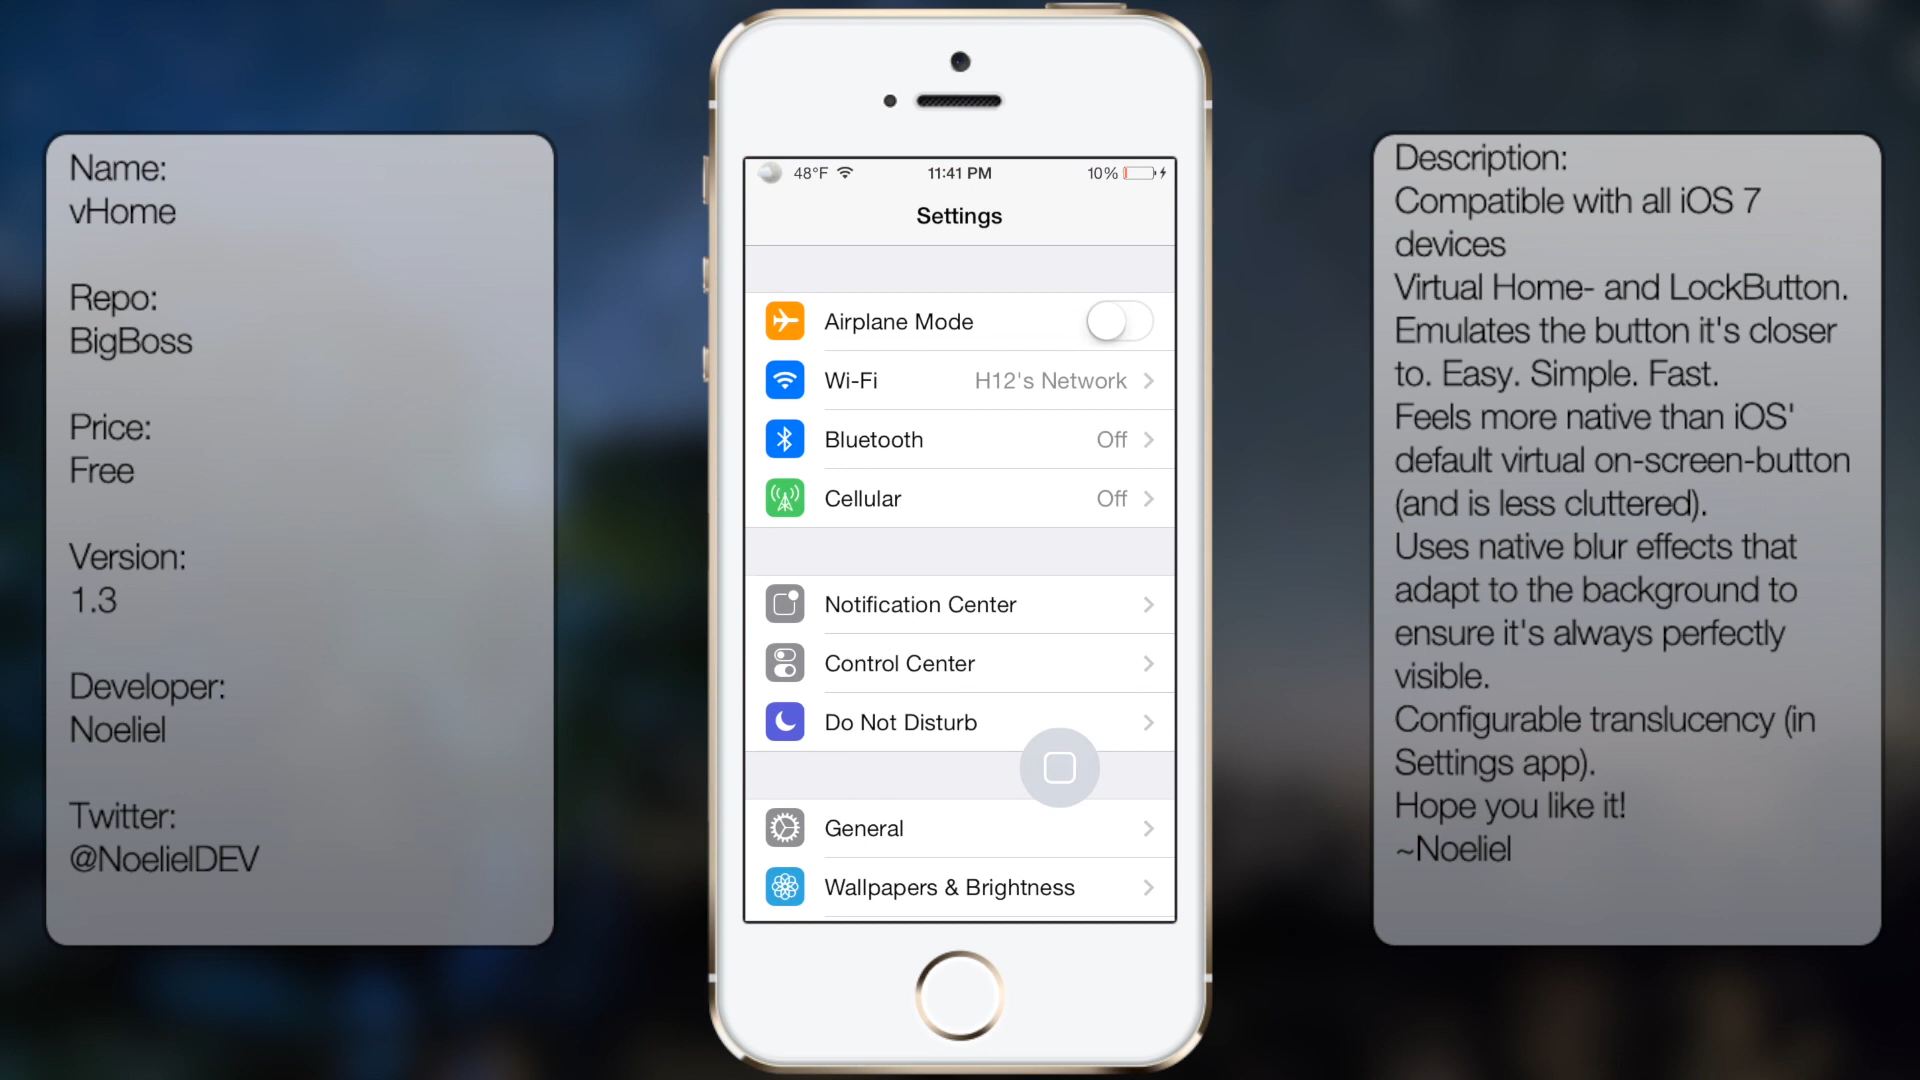 Name:
vHome
Repo:
BigBoss
Price:
Free
Version:
1.3
Developer:
Noeliel
Twitter:
@NoelielDEV
48°F 11:41 PM 10%
Settings
Airplane Mode
Wi-Fi H12's Network
Bluetooth Off
Cellular Off
Notification Center
Control Center
Do Not Disturb
General
Wallpapers & Brightness
Description:
Compatible with all iOS 7
devices
Virtual Home- and LockButton.
Emulates the button it's closer
to. Easy. Simple. Fast.
Feels more native than iOS'
default virtual on-screen-button
(and is less cluttered).
Uses native blur effects that
adapt to the background to
ensure it's always perfectly
visible.
Configurable translucency (in
Settings app).
Hope you like it!
~Noeliel